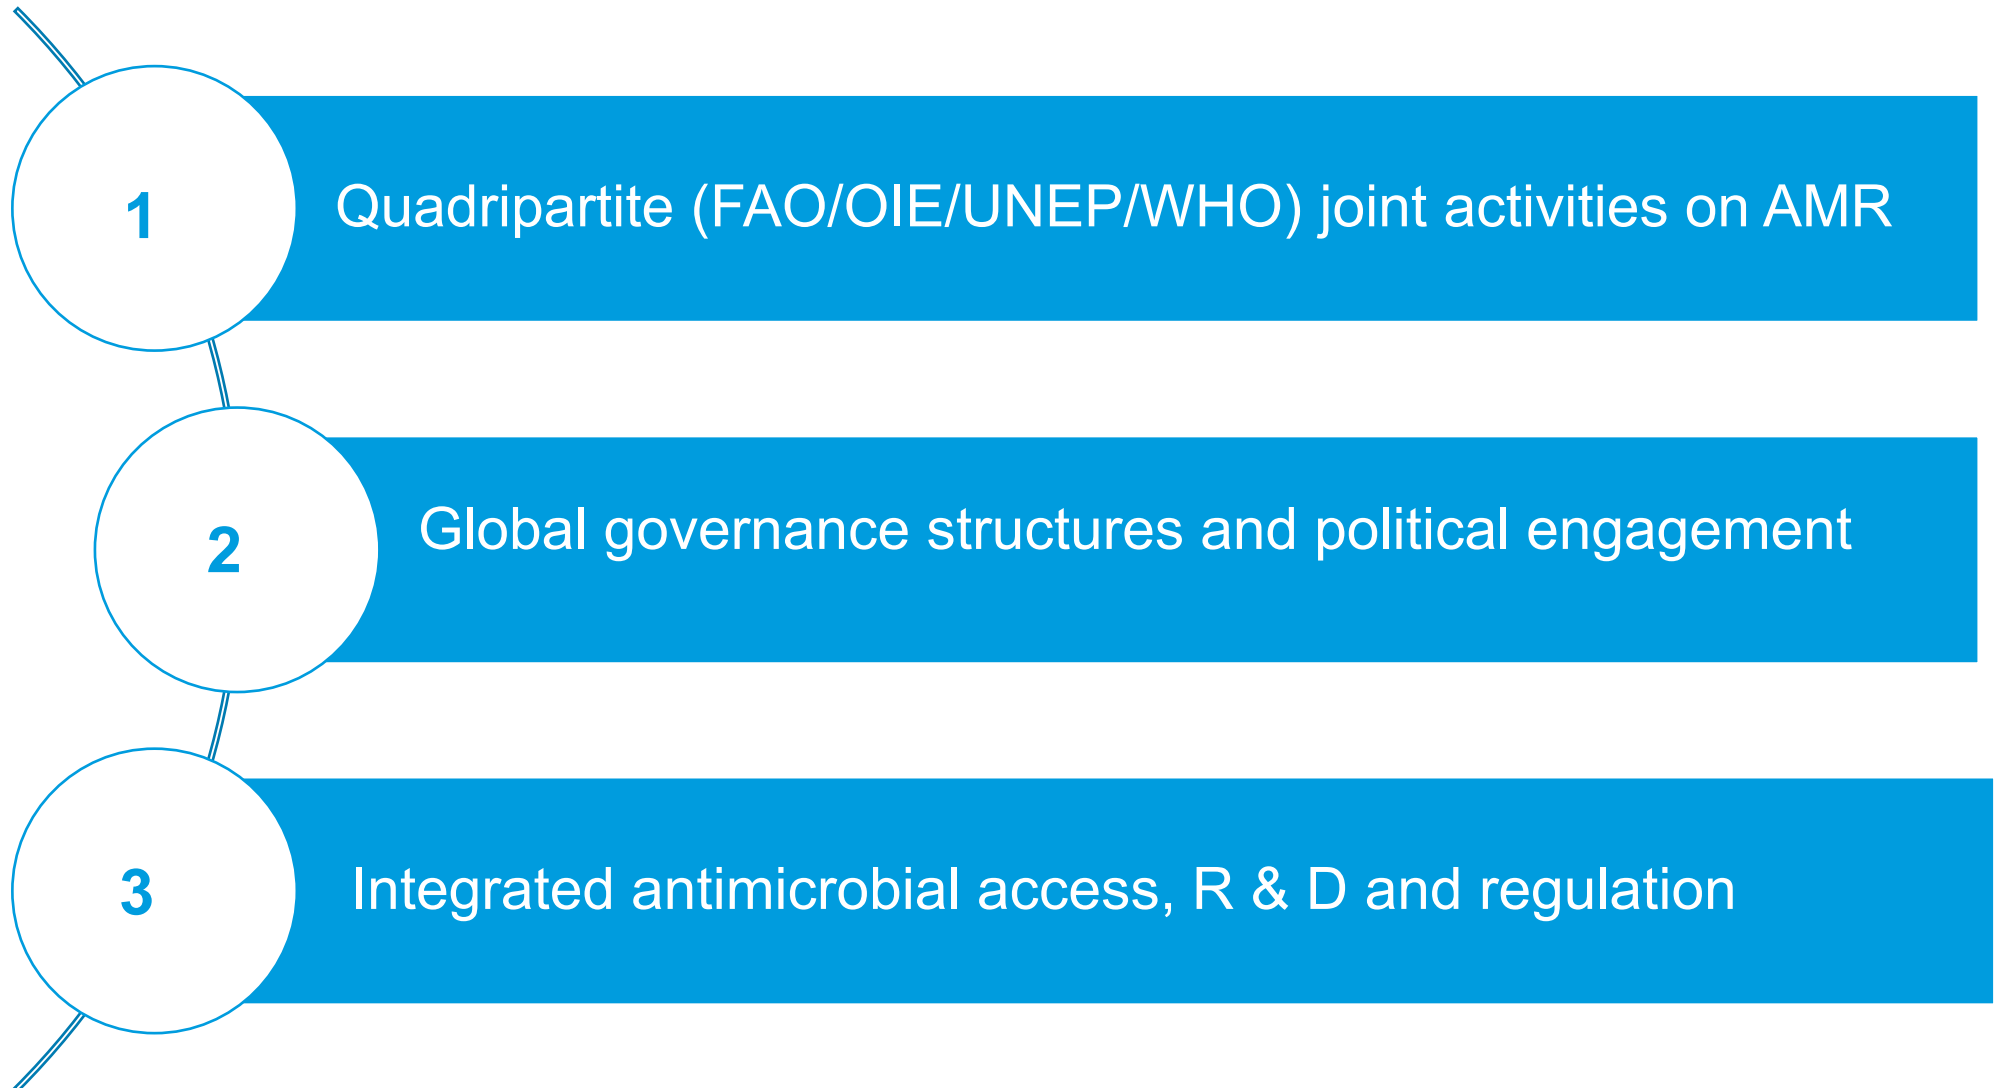 1
Quadripartite (FAO/OIE/UNEP/WHO) joint activities on AMR
2
Global governance structures and political engagement
3
Integrated antimicrobial access, R & D and regulation